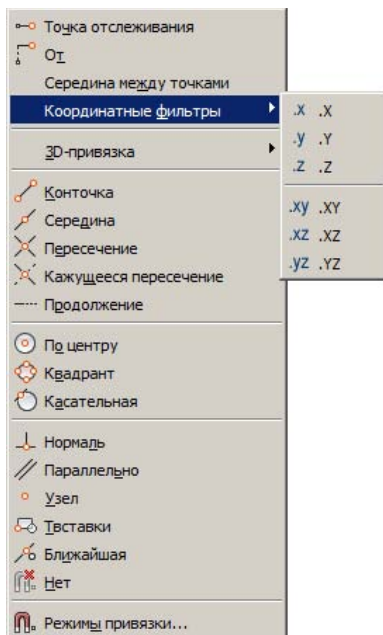 Точка отслеживания
От
Середина между точками
Координатные фильтры
.x .X
.y .Y
.z .Z
.xy .XY
.xz .XZ
.yz .YZ
3D-привязка
Конточка
Середина
Пересечение
Кажущееся пересечение
Продолжение
По центру
Квадрант
Касательная
Нормаль
Параллельно
Узел
Твставки
Ближайшая
Нет
Режимы привязки...